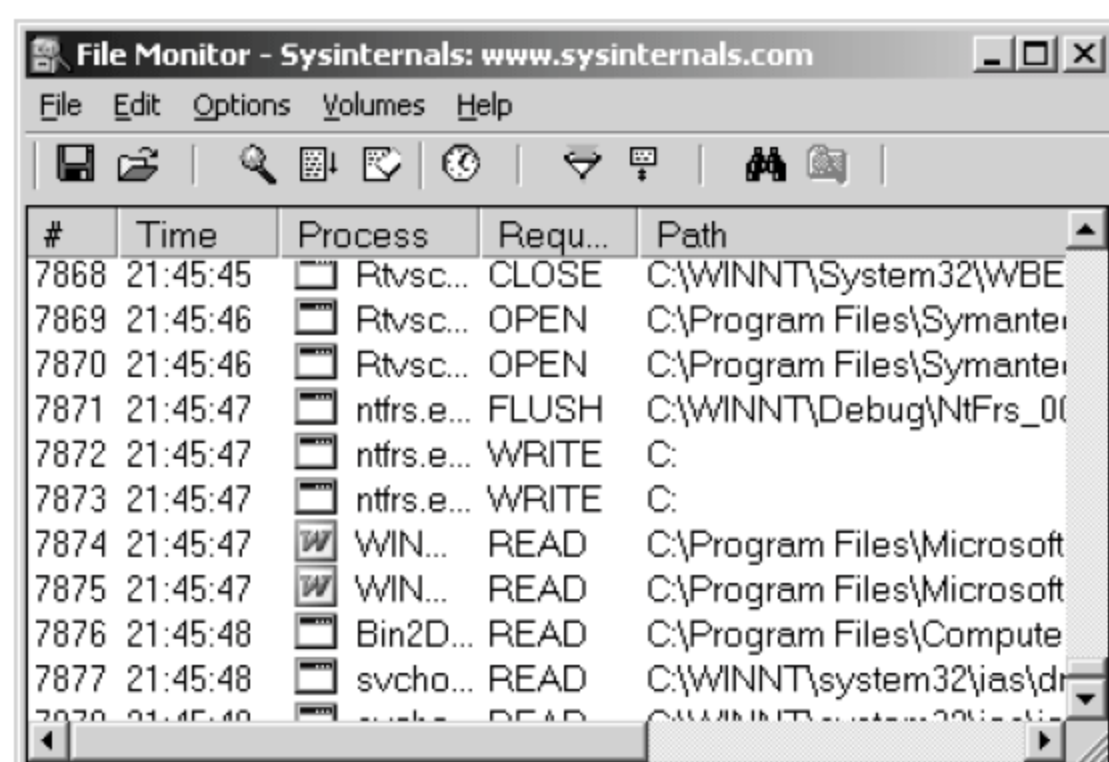 File Monitor - Sysinternals: www.sysinternals.com
File Edit Options Volumes Help
# Time Process Requ... Path
7868 21:45:45 Rtvsc... CLOSE C:\WINNT\System32\WBE
7869 21:45:46 Rtvsc... OPEN C:\Program Files\Symante
7870 21:45:46 Rtvsc... OPEN C:\Program Files\Symante
7871 21:45:47 ntfrs.e... FLUSH C:\WINNT\Debug\NtFrs_00
7872 21:45:47 ntfrs.e... WRITE C:
7873 21:45:47 ntfrs.e... WRITE C:
7874 21:45:47 WIN... READ C:\Program Files\Microsoft
7875 21:45:47 WIN... READ C:\Program Files\Microsoft
7876 21:45:48 Bin2D... READ C:\Program Files\Compute
7877 21:45:48 svcho... READ C:\WINNT\system32\ias\dn